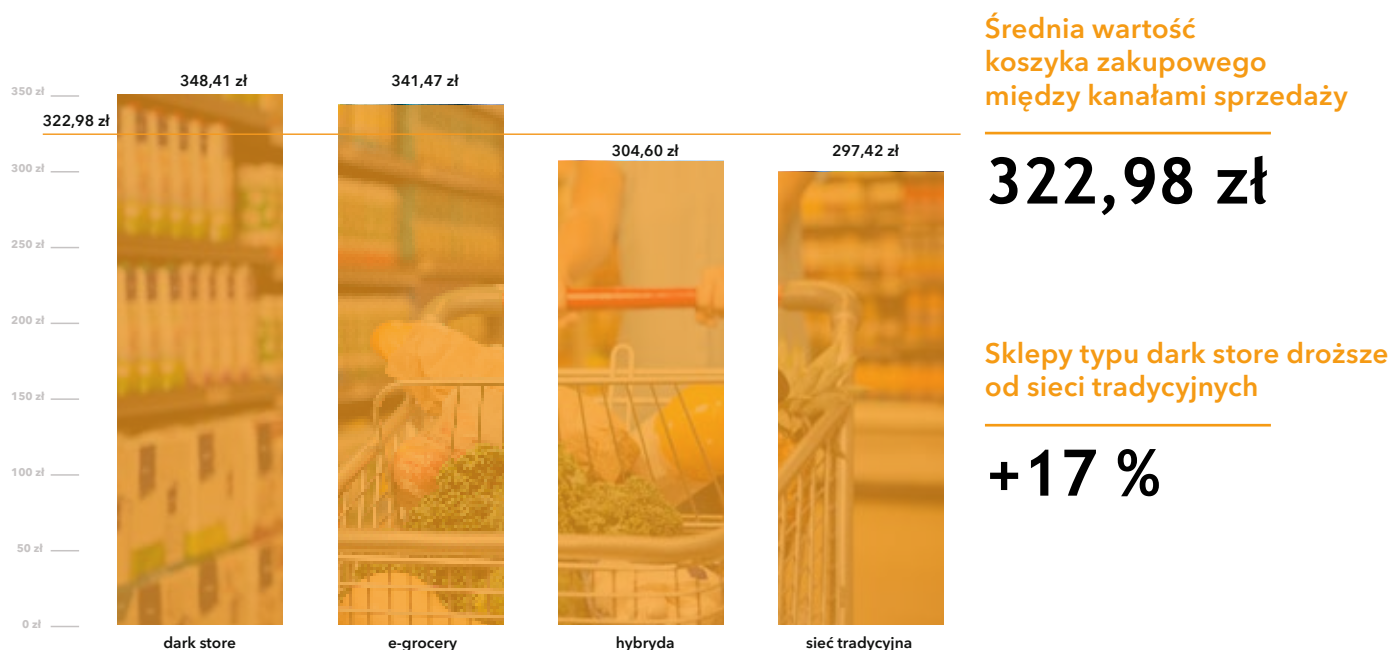 348,41 zł
341,47 zł
350 zł
322,98 zł
304,60 zł
297,42 zł
300 zł
250 zł
200 zł
150 zł
100 zł
50 zł
0 zł
dark store
e-grocery
hybryda
sieć tradycyjna
Średnia wartość
koszyka zakupowego
między kanałami sprzedaży
322,98 zł
Sklepy typu dark store droższe
od sieci tradycyjnych
+17 %